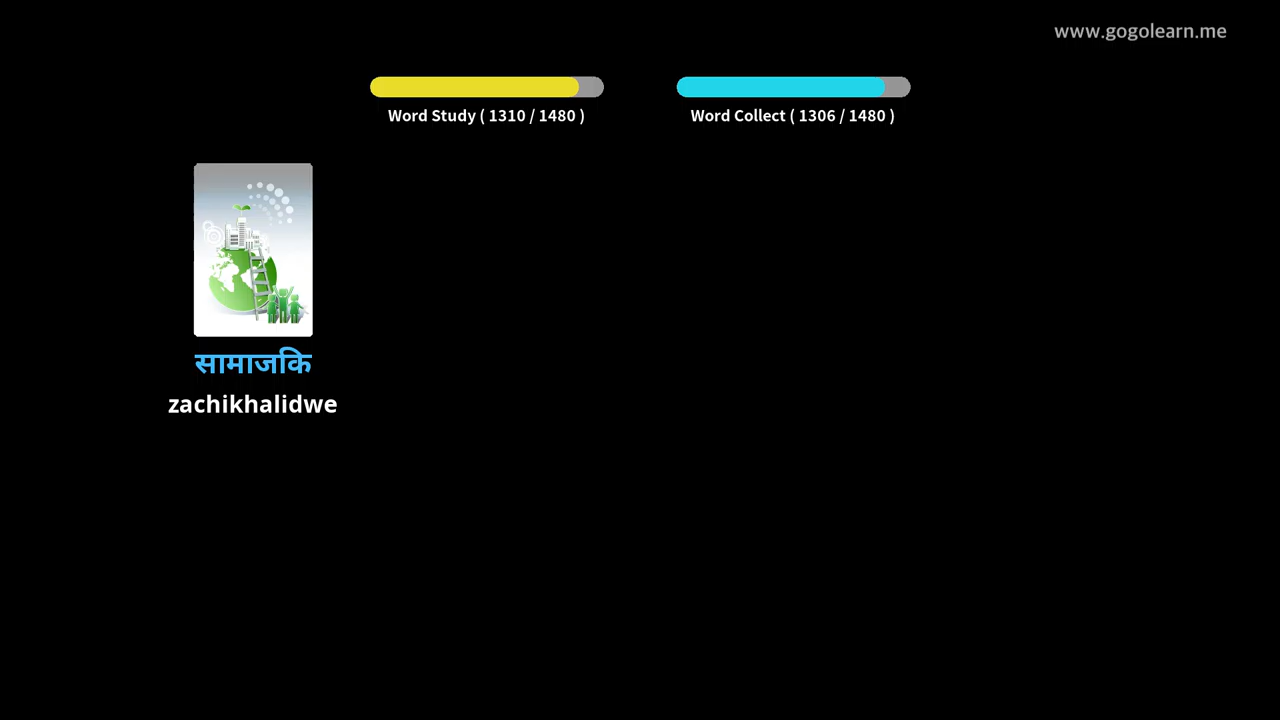 www.gogolearn.me
Word Study ( 1310 / 1480 )
Word Collect ( 1306 / 1480 )
सामाजकि
zachikhalidwe